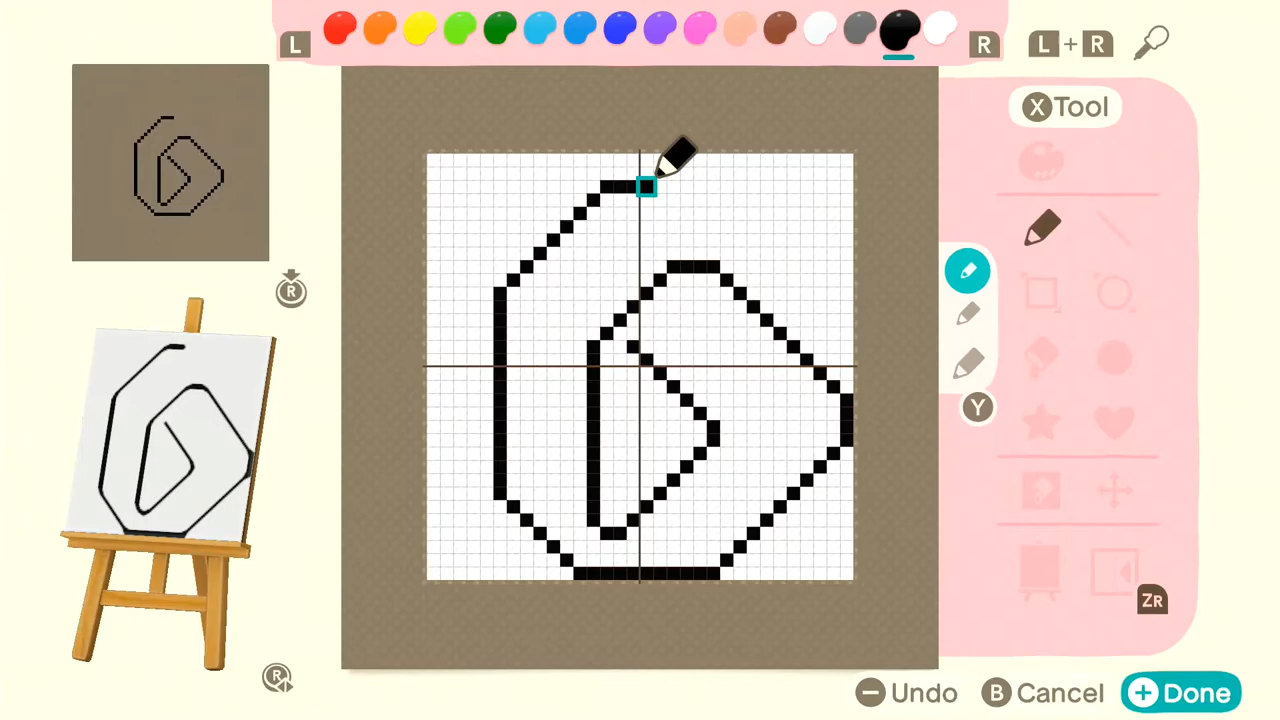 L
R
L + R
X Tool
R
Y
ZR
R
− Undo
B Cancel
+ Done